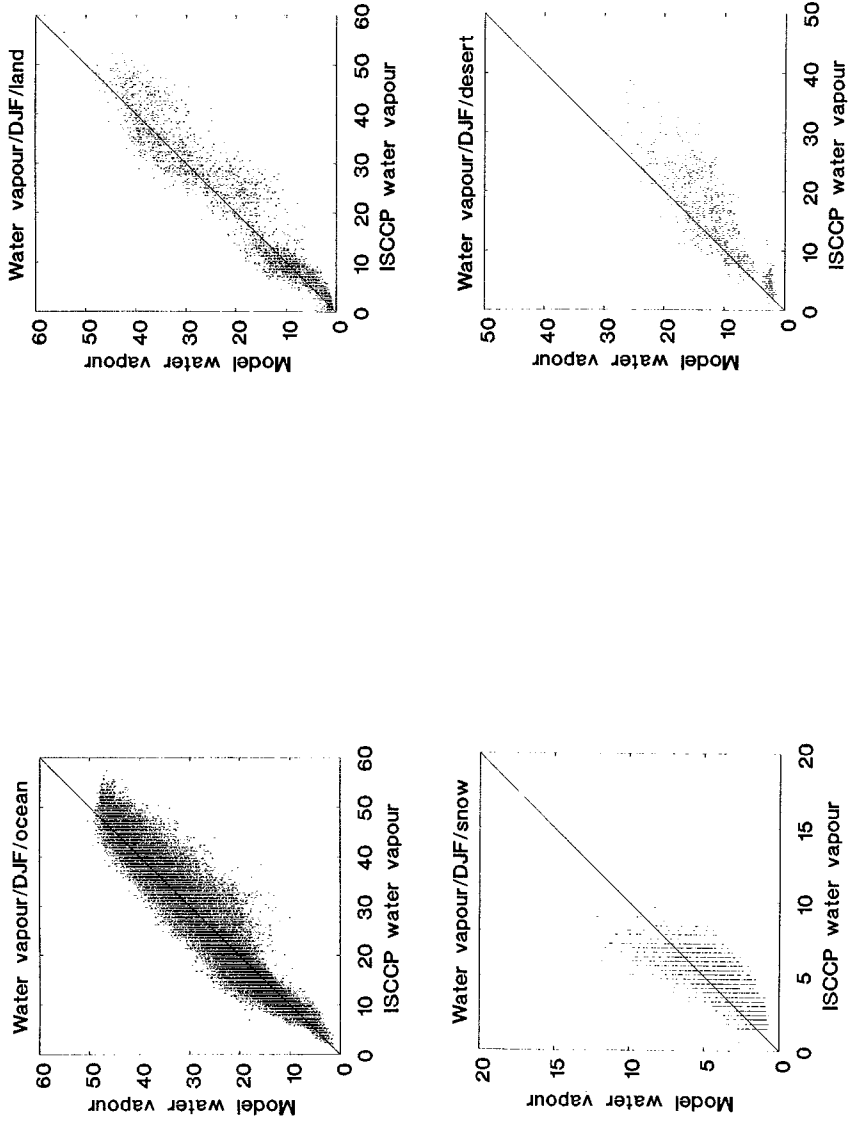 Water vapour/DJF/ocean
60
50
40
30
20
10
0
Model water vapour
0 10 20 30 40 50 60
ISCCP water vapour
Water vapour/DJF/land
60
50
40
30
20
10
0
Model water vapour
0 10 20 30 40 50 60
ISCCP water vapour
Water vapour/DJF/snow
20
15
10
5
0
Model water vapour
0 5 10 15 20
ISCCP water vapour
Water vapour/DJF/desert
50
40
30
20
10
0
Model water vapour
0 10 20 30 40 50
ISCCP water vapour